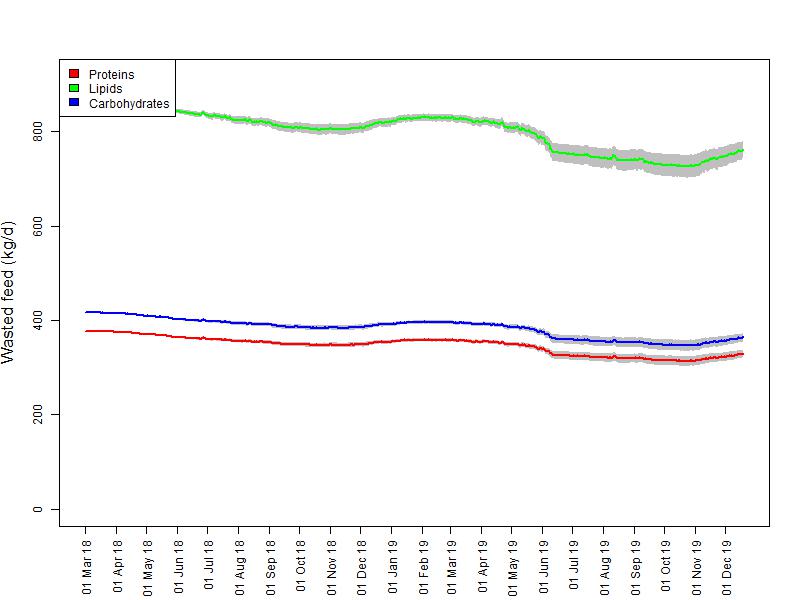 Proteins
Lipids
Carbohydrates
Wasted feed (kg/d)
800
600
400
200
0
01 Mar 18
01 Apr 18
01 May 18
01 Jun 18
01 Jul 18
01 Aug 18
01 Sep 18
01 Oct 18
01 Nov 18
01 Dec 18
01 Jan 19
01 Feb 19
01 Mar 19
01 Apr 19
01 May 19
01 Jun 19
01 Jul 19
01 Aug 19
01 Sep 19
01 Oct 19
01 Nov 19
01 Dec 19